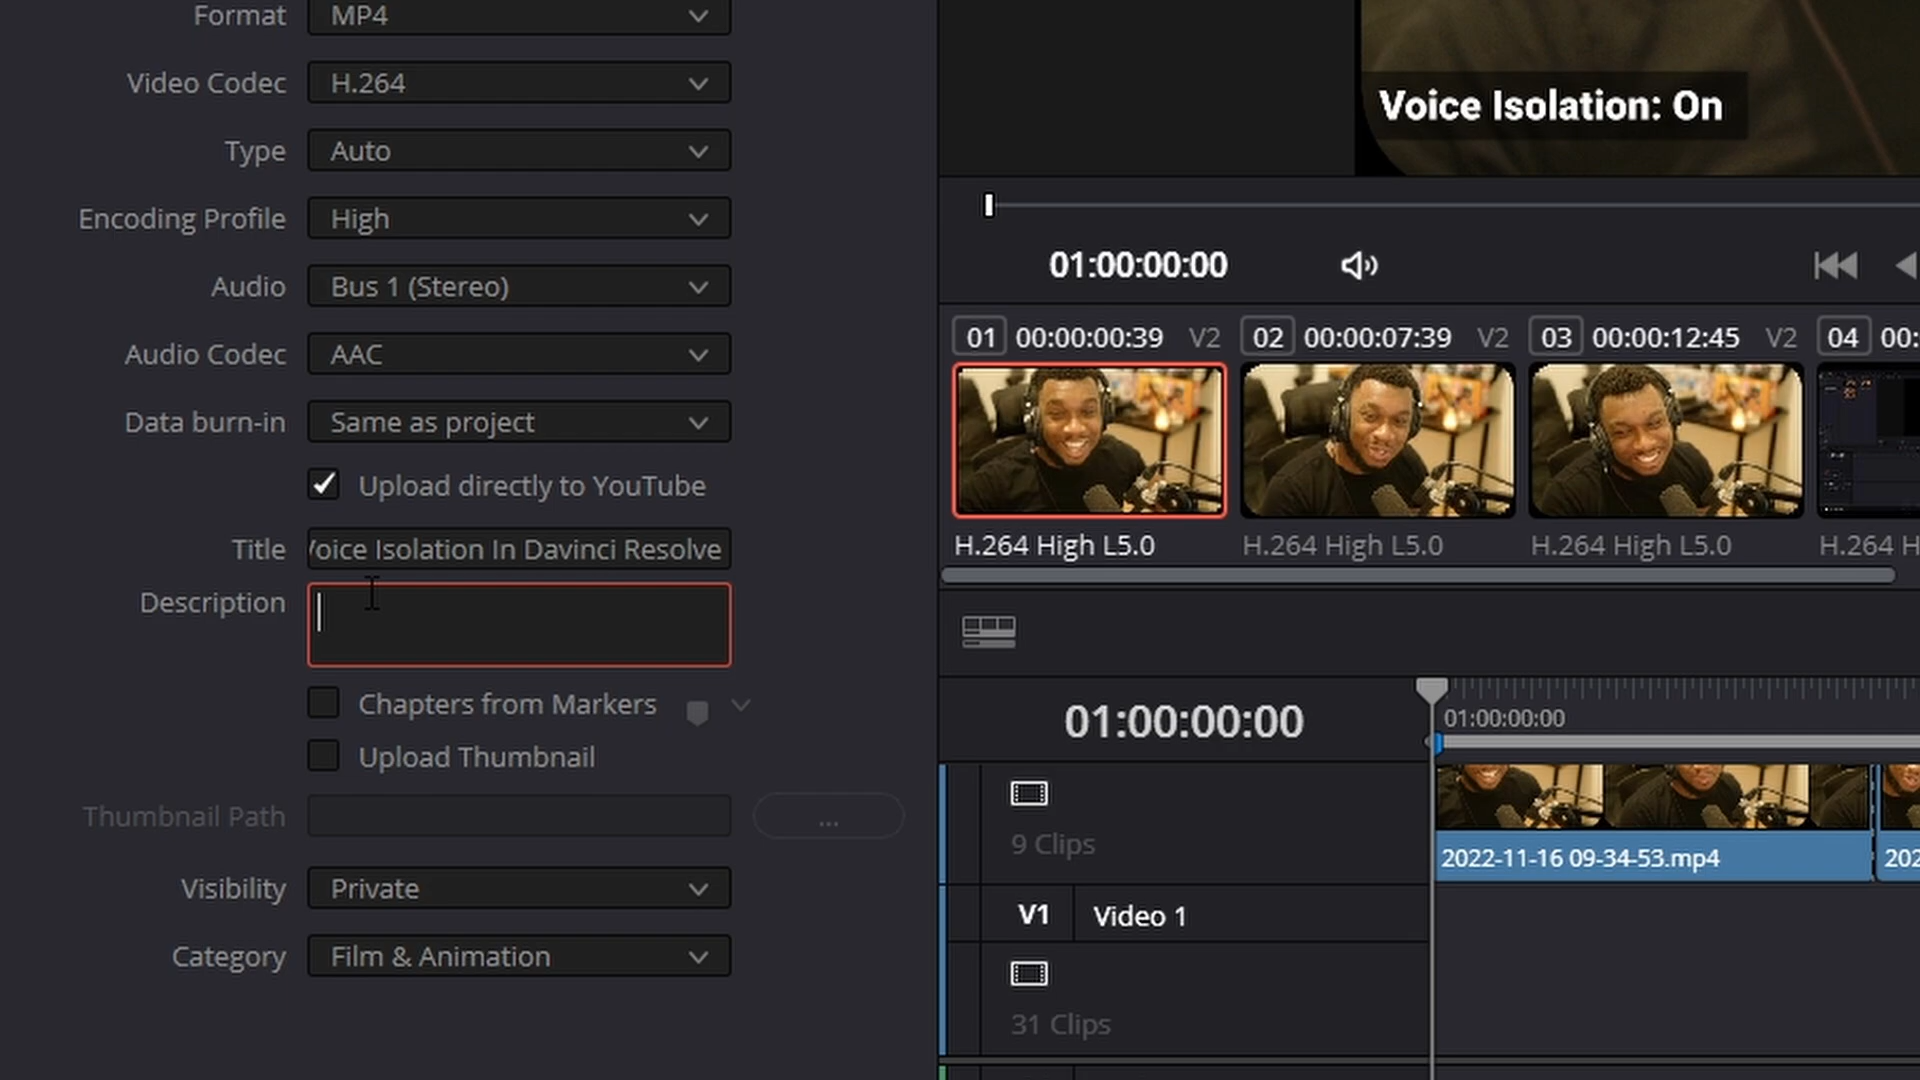 Format MP4
Video Codec H.264
Type Auto
Encoding Profile High
Audio Bus 1 (Stereo)
Audio Codec AAC
Data burn-in Same as project
Upload directly to YouTube
Title Voice Isolation In Davinci Resolve
Description
Chapters from Markers
Upload Thumbnail
Thumbnail Path ...
Visibility Private
Category Film & Animation
Voice Isolation: On
01:00:00:00
01 00:00:00:39 V2 02 00:00:07:39 V2 03 00:00:12:45 V2 04 00:
H.264 High L5.0 H.264 High L5.0 H.264 High L5.0 H.264 H
01:00:00:00 01:00:00:00
9 Clips
2022-11-16 09-34-53.mp4 202
V1 Video 1
31 Clips